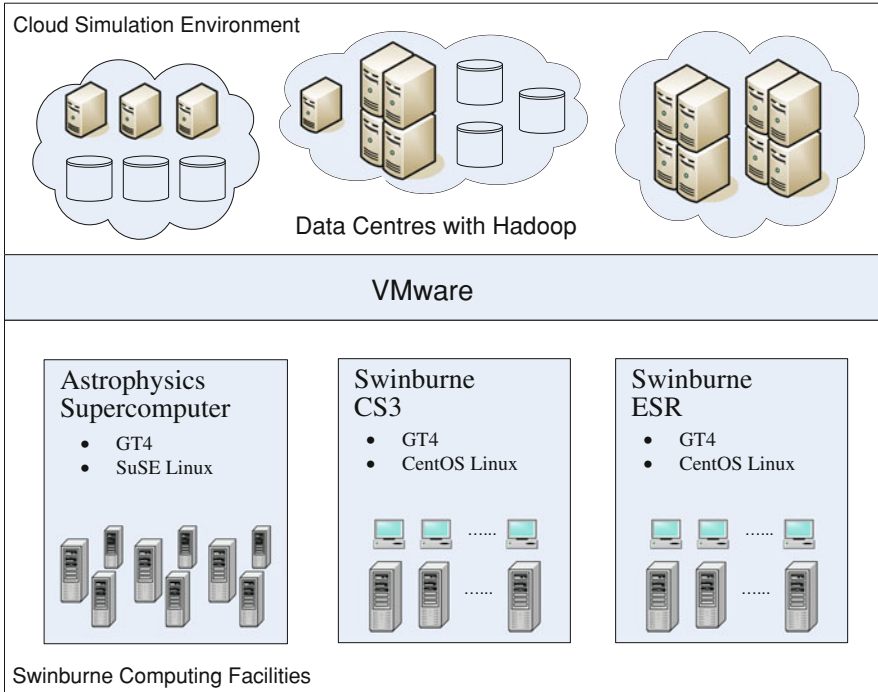 Cloud Simulation Environment
Data Centres with Hadoop
VMware
Astrophysics
Supercomputer
• GT4
• SuSE Linux
Swinburne
CS3
• GT4
• CentOS Linux
......
......
Swinburne
ESR
• GT4
• CentOS Linux
......
......
Swinburne Computing Facilities